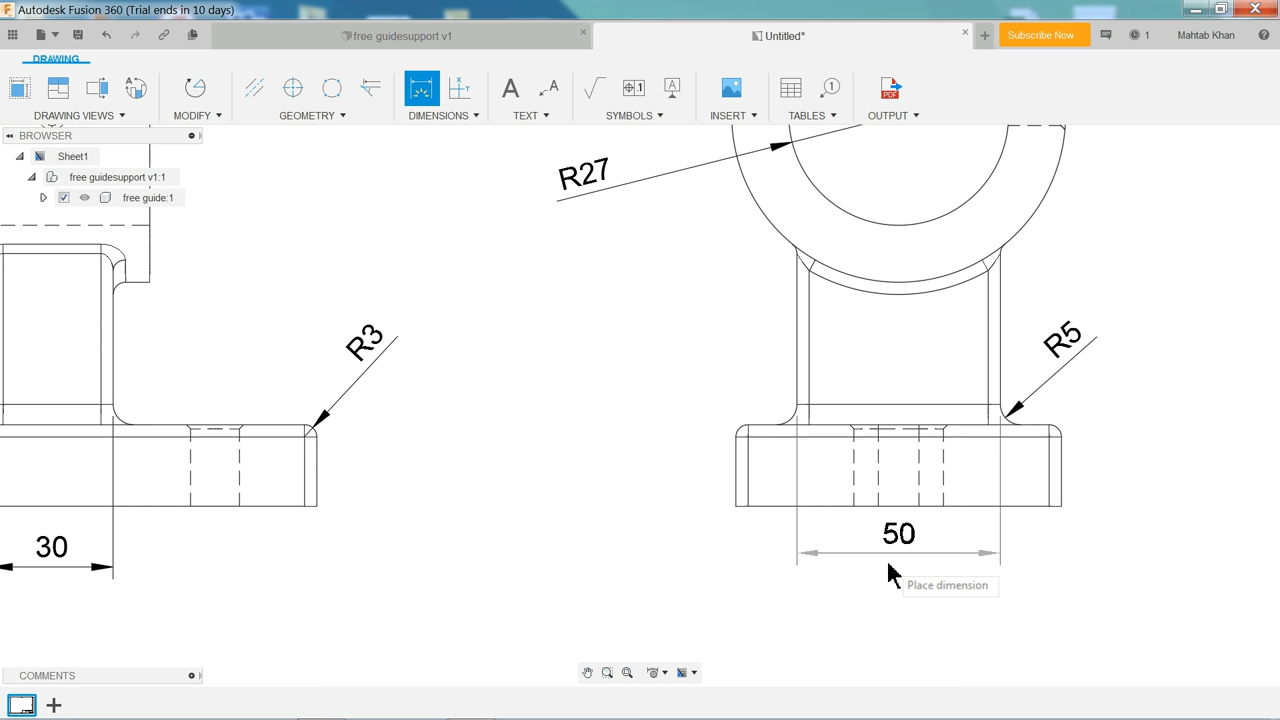 Autodesk Fusion 360 (Trial ends in 10 days)
free guidesupport v1
Untitled*
Subscribe Now
1
Mahtab Khan
DRAWING
DRAWING VIEWS
MODIFY
GEOMETRY
DIMENSIONS
TEXT
SYMBOLS
INSERT
TABLES
OUTPUT
BROWSER
Sheet1
free guidesupport v1:1
free guide:1
R27
R3
R5
30
50
Place dimension
COMMENTS